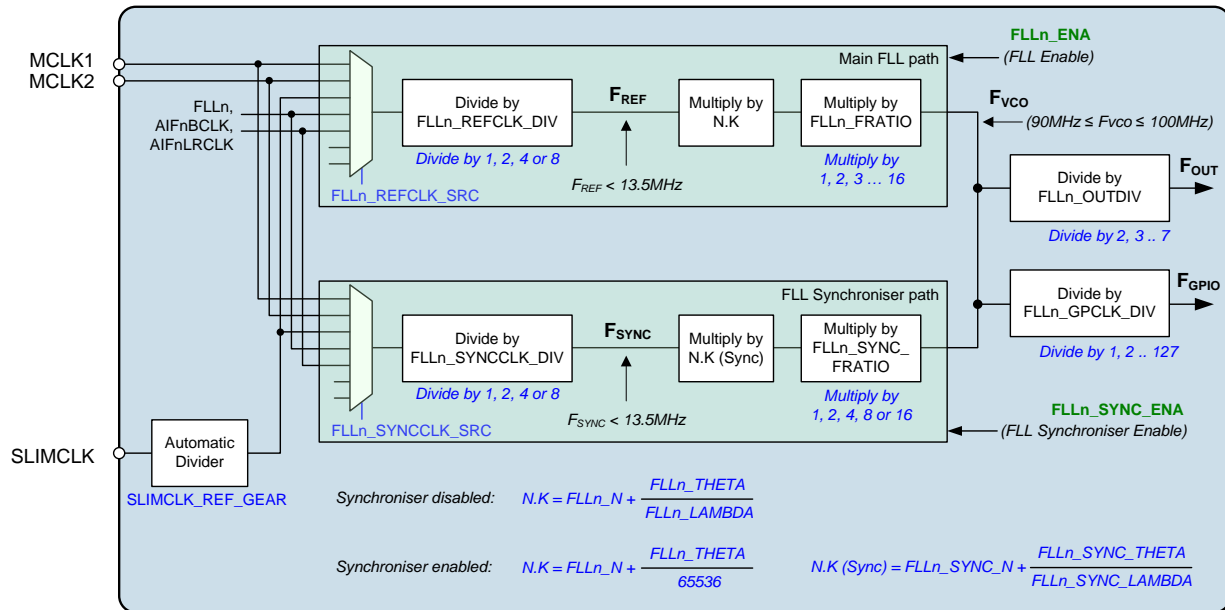 MCLK1
MCLK2
FLLn,
AIFnBCLK,
AIFnLRCLK
FLLn_REFCLK_SRC
Main FLL path
Divide by
FLLn_REFCLK_DIV
Divide by 1, 2, 4 or 8
FREF
FREF < 13.5MHz
Multiply by
N.K
Multiply by
FLLn_FRATIO
Multiply by
1, 2, 3 … 16
FLLn_ENA
(FLL Enable)
FVCO
(90MHz ≤ Fvco ≤ 100MHz)
Divide by
FLLn_OUTDIV
Divide by 2, 3 .. 7
FOUT
Divide by
FLLn_GPCLK_DIV
Divide by 1, 2 .. 127
FGPIO
FLL Synchroniser path
Divide by
FLLn_SYNCCLK_DIV
Divide by 1, 2, 4 or 8
FLLn_SYNCCLK_SRC
FSYNC
FSYNC < 13.5MHz
Multiply by
N.K (Sync)
Multiply by
FLLn_SYNC_
FRATIO
Multiply by
1, 2, 4, 8 or 16
FLLn_SYNC_ENA
(FLL Synchroniser Enable)
SLIMCLK
Automatic
Divider
SLIMCLK_REF_GEAR
Synchroniser disabled:
N.K = FLLn_N +
FLLn_THETA
FLLn_LAMBDA
Synchroniser enabled:
N.K = FLLn_N +
FLLn_THETA
65536
N.K (Sync) = FLLn_SYNC_N +
FLLn_SYNC_THETA
FLLn_SYNC_LAMBDA